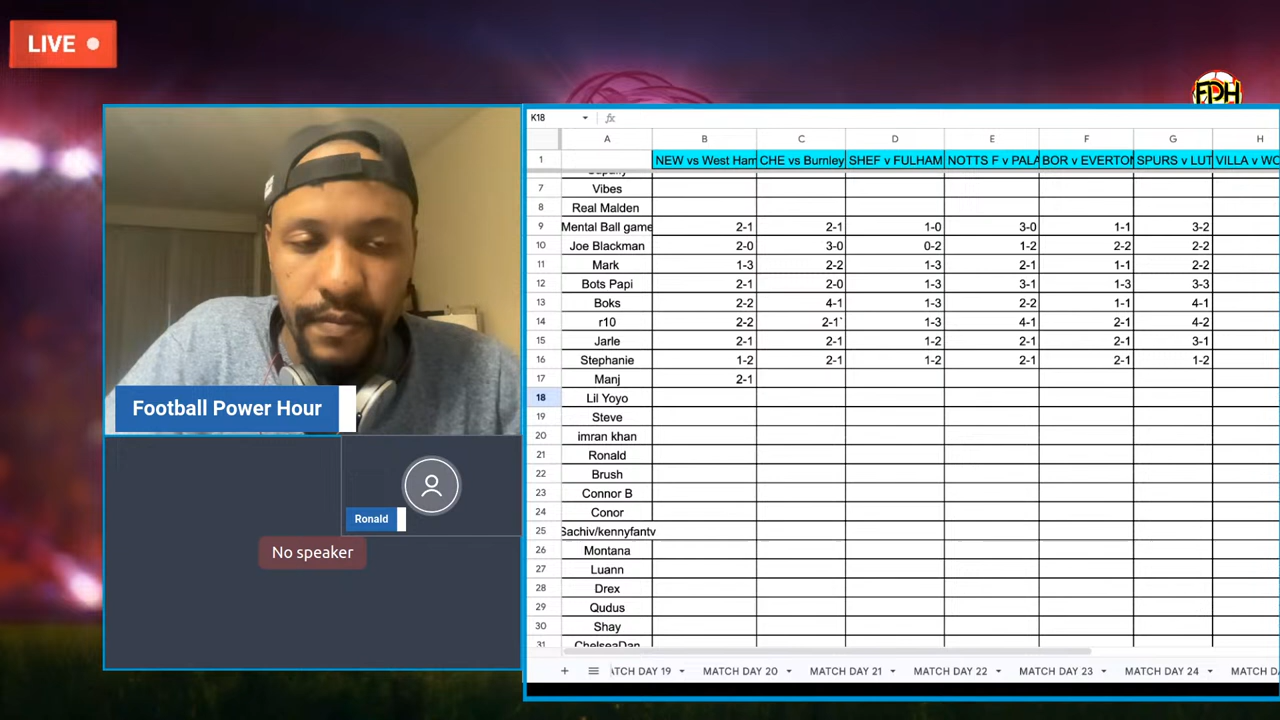 LIVE
FPH
K18 fx
A B C D E F G H
1 NEW vs West Ham CHE vs Burnley SHEF v FULHAM NOTTS F v PALA BOR v EVERTON SPURS v LUT VILLA v WO
7 Vibes
8 Real Malden
9 Mental Ball game 2-1 2-1 1-0 3-0 1-1 3-2
10 Joe Blackman 2-0 3-0 0-2 1-2 2-2 2-2
11 Mark 1-3 2-2 1-3 2-1 1-1 2-2
12 Bots Papi 2-1 2-0 1-3 3-1 1-3 3-3
13 Boks 2-2 4-1 1-3 2-2 1-1 4-1
14 r10 2-2 2-1` 1-3 4-1 2-1 4-2
15 Jarle 2-1 2-1 1-2 2-1 2-1 3-1
16 Stephanie 1-2 2-1 1-2 2-1 2-1 1-2
17 Manj 2-1
18 Lil Yoyo
19 Steve
20 imran khan
21 Ronald
22 Brush
23 Connor B
24 Conor
25 Sachiv/kennyfantv
26 Montana
27 Luann
28 Drex
29 Qudus
30 Shay
31 ChelseaDan
ATCH DAY 19 MATCH DAY 20 MATCH DAY 21 MATCH DAY 22 MATCH DAY 23 MATCH DAY 24 MATCH D
Football Power Hour
Ronald
No speaker